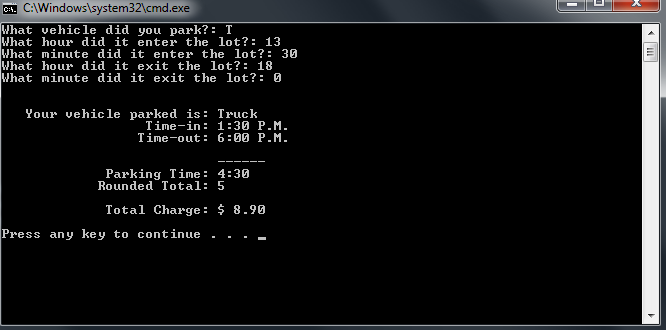 C:\Windows\system32\cmd.exe
What vehicle did you park?: T
What hour did it enter the lot?: 13
What minute did it enter the lot?: 30
What hour did it exit the lot?: 18
What minute did it exit the lot?: 0
Your vehicle parked is: Truck
Time-in: 1:30 P.M.
Time-out: 6:00 P.M.
------
Parking Time: 4:30
Rounded Total: 5
Total Charge: $ 8.90
Press any key to continue . . . _